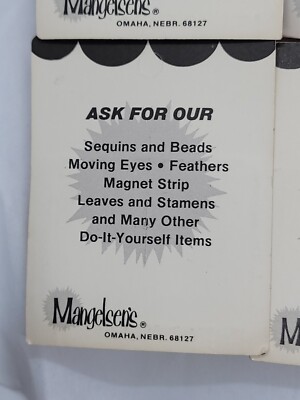 Mangelsen's®
OMAHA, NEBR. 68127
ASK FOR OUR
Sequins and Beads
Moving Eyes • Feathers
Magnet Strip
Leaves and Stamens
and Many Other
Do-It-Yourself Items
Mangelsen's®
OMAHA, NEBR. 68127